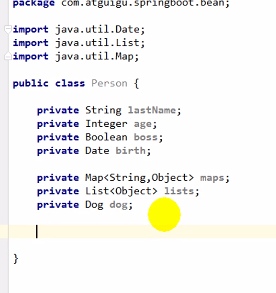 package com.atguigu.springboot.bean;
import java.util.Date;
import java.util.List;
import java.util.Map;
public class Person {
private String lastName;
private Integer age;
private Boolean boss;
private Date birth;
private Map<String,Object> maps;
private List<Object> lists;
private Dog dog;
}